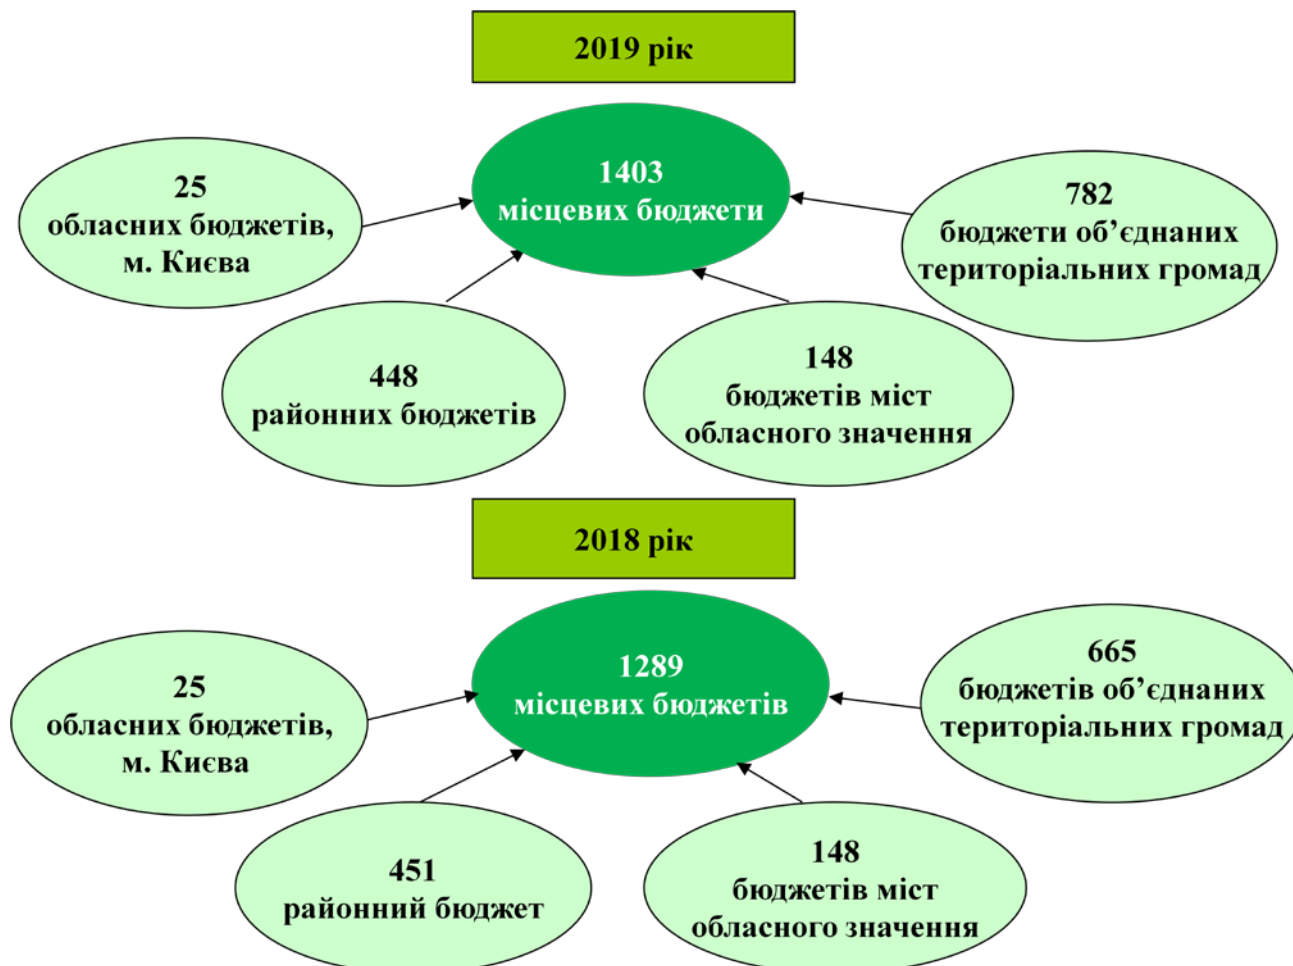 2019 рік
1403
місцевих бюджети
25
обласних бюджетів,
м. Києва
782
бюджети об’єднаних
територіальних громад
448
районних бюджетів
148
бюджетів міст
обласного значення
2018 рік
1289
місцевих бюджетів
25
обласних бюджетів,
м. Києва
665
бюджетів об’єднаних
територіальних громад
451
районний бюджет
148
бюджетів міст
обласного значення